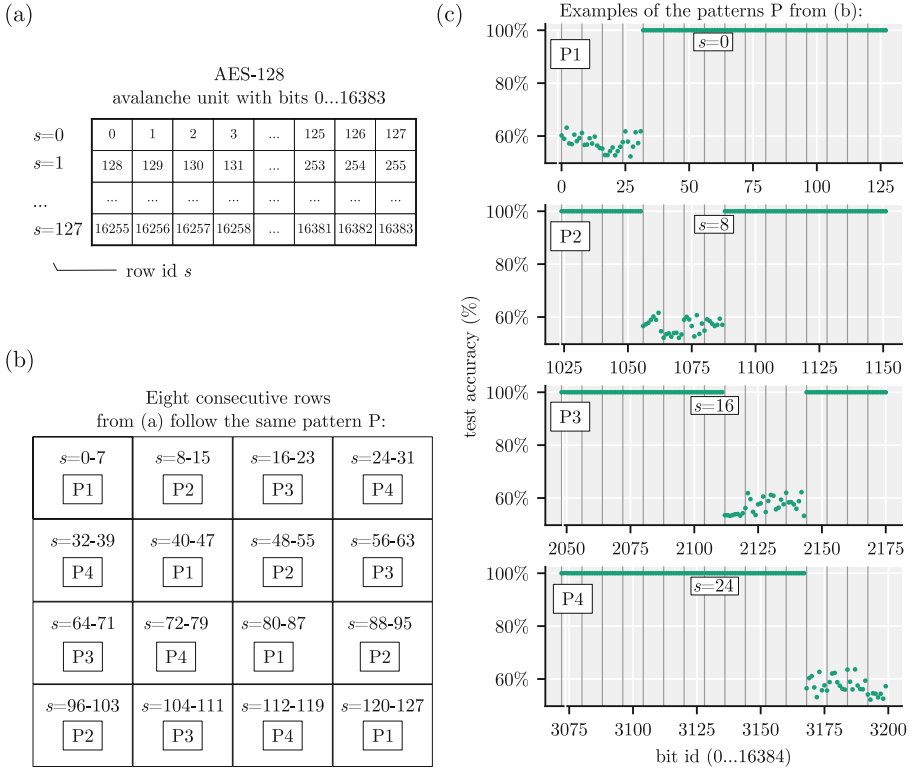 (a)
AES-128
avalanche unit with bits 0...16383
s=0 0 1 2 3 ... 125 126 127
s=1 128 129 130 131 ... 253 254 255
... ... ... ... ... ... ... ...
s=127 16255 16256 16257 16258 ... 16381 16382 16383
row id s
(b)
Eight consecutive rows
from (a) follow the same pattern P:
s=0-7 s=8-15 s=16-23 s=24-31
P1 P2 P3 P4
s=32-39 s=40-47 s=48-55 s=56-63
P4 P1 P2 P3
s=64-71 s=72-79 s=80-87 s=88-95
P3 P4 P1 P2
s=96-103 s=104-111 s=112-119 s=120-127
P2 P3 P4 P1
(c)
Examples of the patterns P from (b):
test accuracy (%)
100%
P1 s=0
80%
60%
0 25 50 75 100 125
100%
P2 s=8
80%
60%
1025 1050 1075 1100 1125 1150
100%
P3 s=16
80%
60%
2050 2075 2100 2125 2150 2175
100%
P4 s=24
80%
60%
3075 3100 3125 3150 3175 3200
bit id (0...16384)